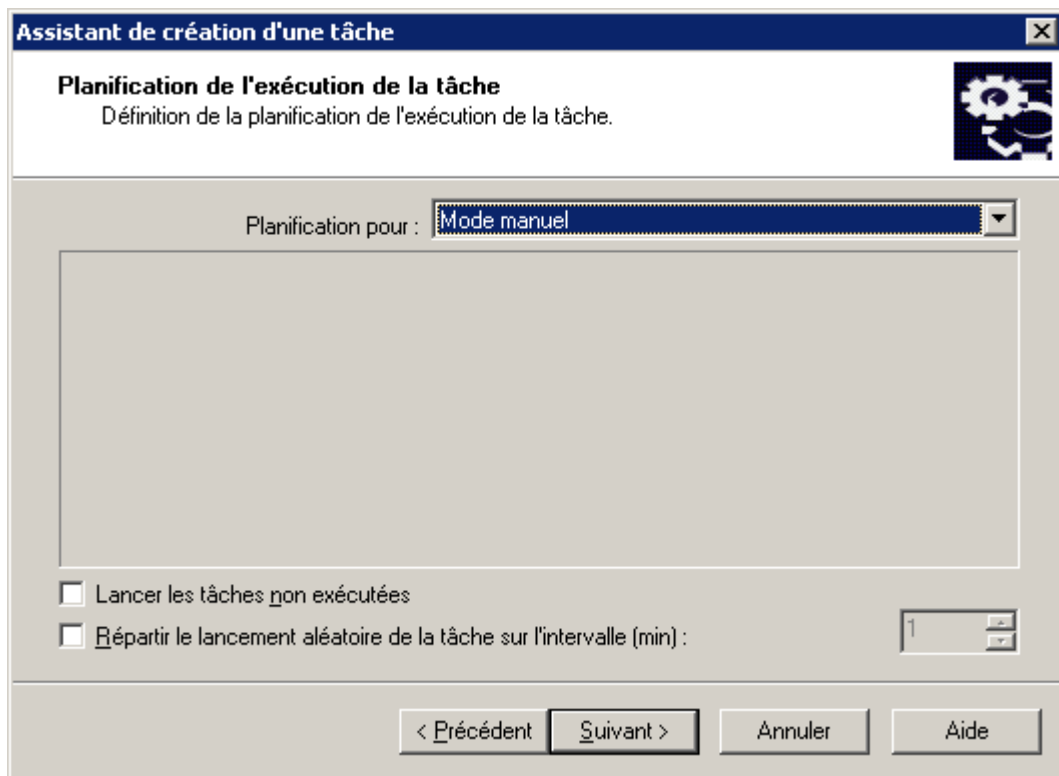 Assistant de création d'une tâche
Planification de l'exécution de la tâche
Définition de la planification de l'exécution de la tâche.
Planification pour : Mode manuel
Lancer les tâches non exécutées
Répartir le lancement aléatoire de la tâche sur l'intervalle (min) : 1
< Précédent Suivant > Annuler Aide